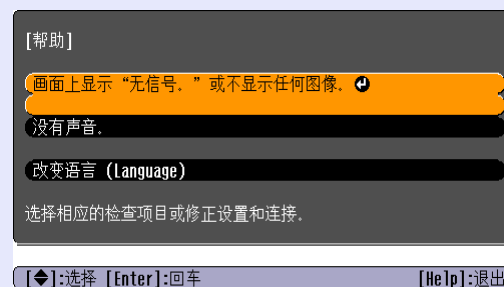 [帮助]
画面上显示“无信号.”或不显示任何图像.
没有声音.
改变语言 (Language)
选择相应的检查项目或修正设置和连接.
[◆]:选择 [Enter]:回车 [Help]:退出